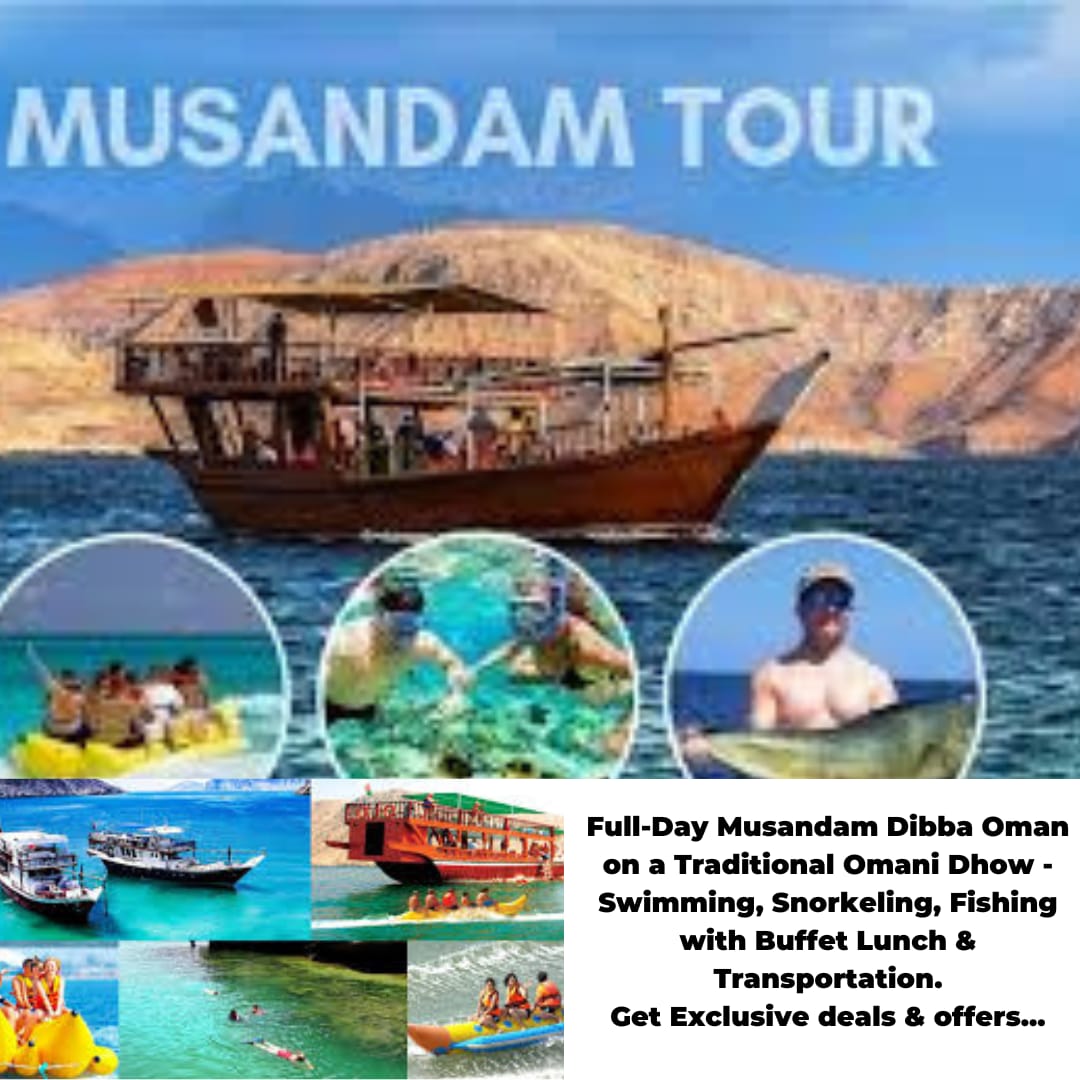 MUSANDAM TOUR
Full-Day Musandam Dibba Oman
on a Traditional Omani Dhow -
Swimming, Snorkeling, Fishing
with Buffet Lunch &
Transportation.
Get Exclusive deals & offers...